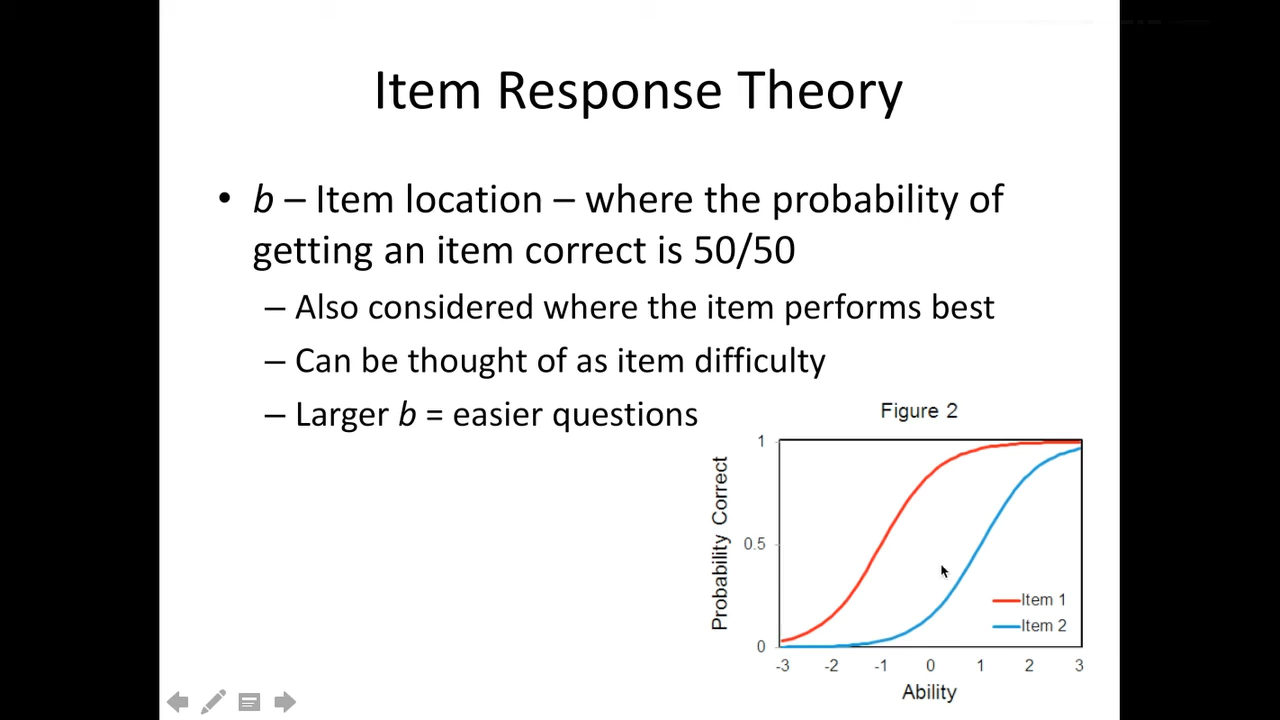 Item Response Theory
• b – Item location – where the probability of
getting an item correct is 50/50
– Also considered where the item performs best
– Can be thought of as item difficulty
– Larger b = easier questions
Figure 2
Probability Correct
1
0.5
0
Item 1
Item 2
-3 -2 -1 0 1 2 3
Ability